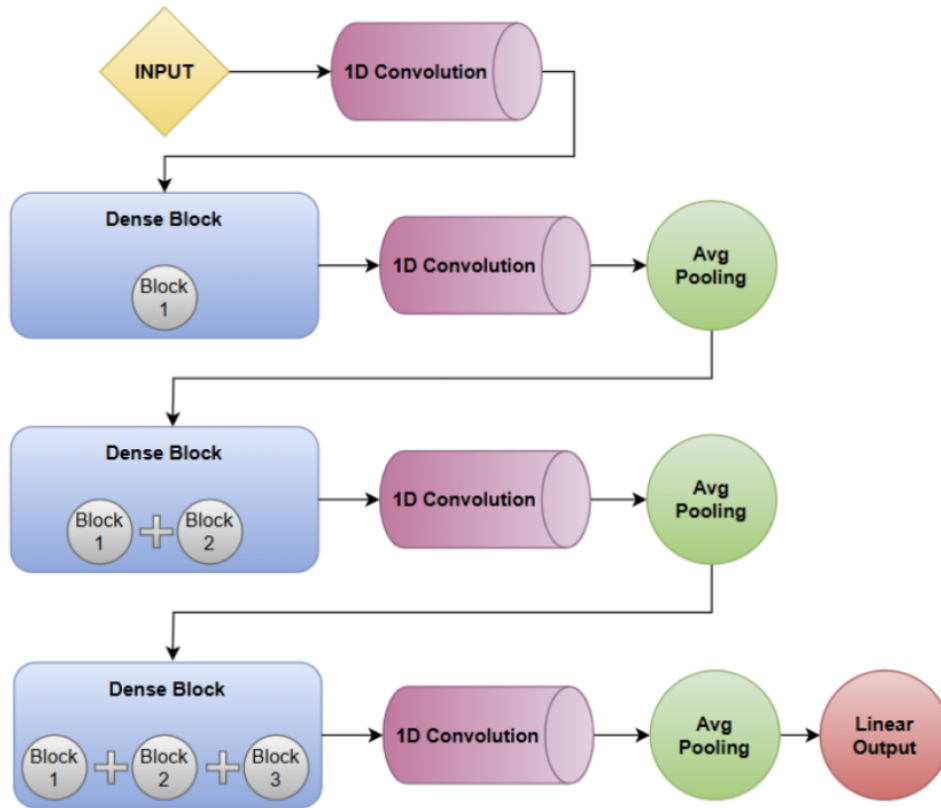 INPUT
1D Convolution
Dense Block
Block
1
1D Convolution
Avg
Pooling
Dense Block
Block
1
Block
2
1D Convolution
Avg
Pooling
Dense Block
Block
1
Block
2
Block
3
1D Convolution
Avg
Pooling
Linear
Output